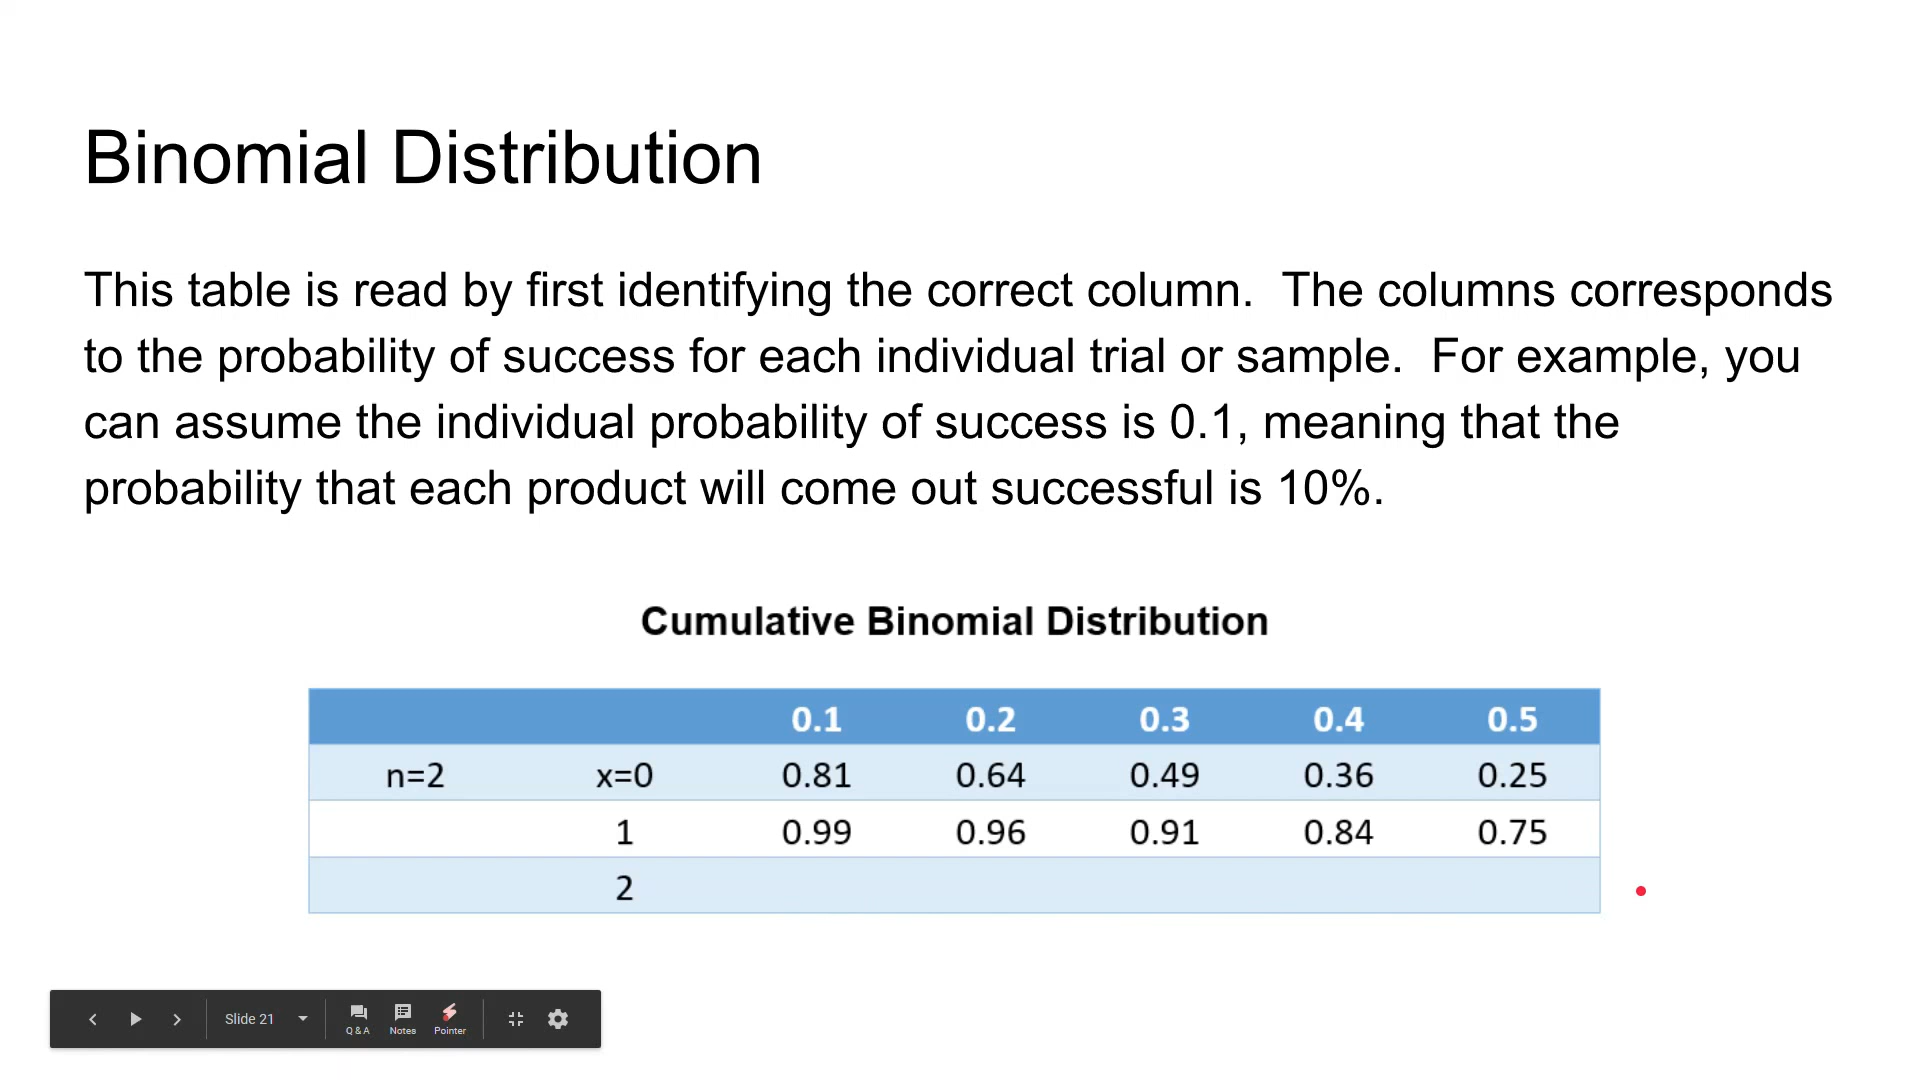 Binomial Distribution
This table is read by first identifying the correct column.  The columns corresponds
to the probability of success for each individual trial or sample.  For example, you
can assume the individual probability of success is 0.1, meaning that the
probability that each product will come out successful is 10%.
Cumulative Binomial Distribution
0.1 0.2 0.3 0.4 0.5
n=2 x=0 0.81 0.64 0.49 0.36 0.25
1 0.99 0.96 0.91 0.84 0.75
2
Slide 21 Q & A Notes Pointer